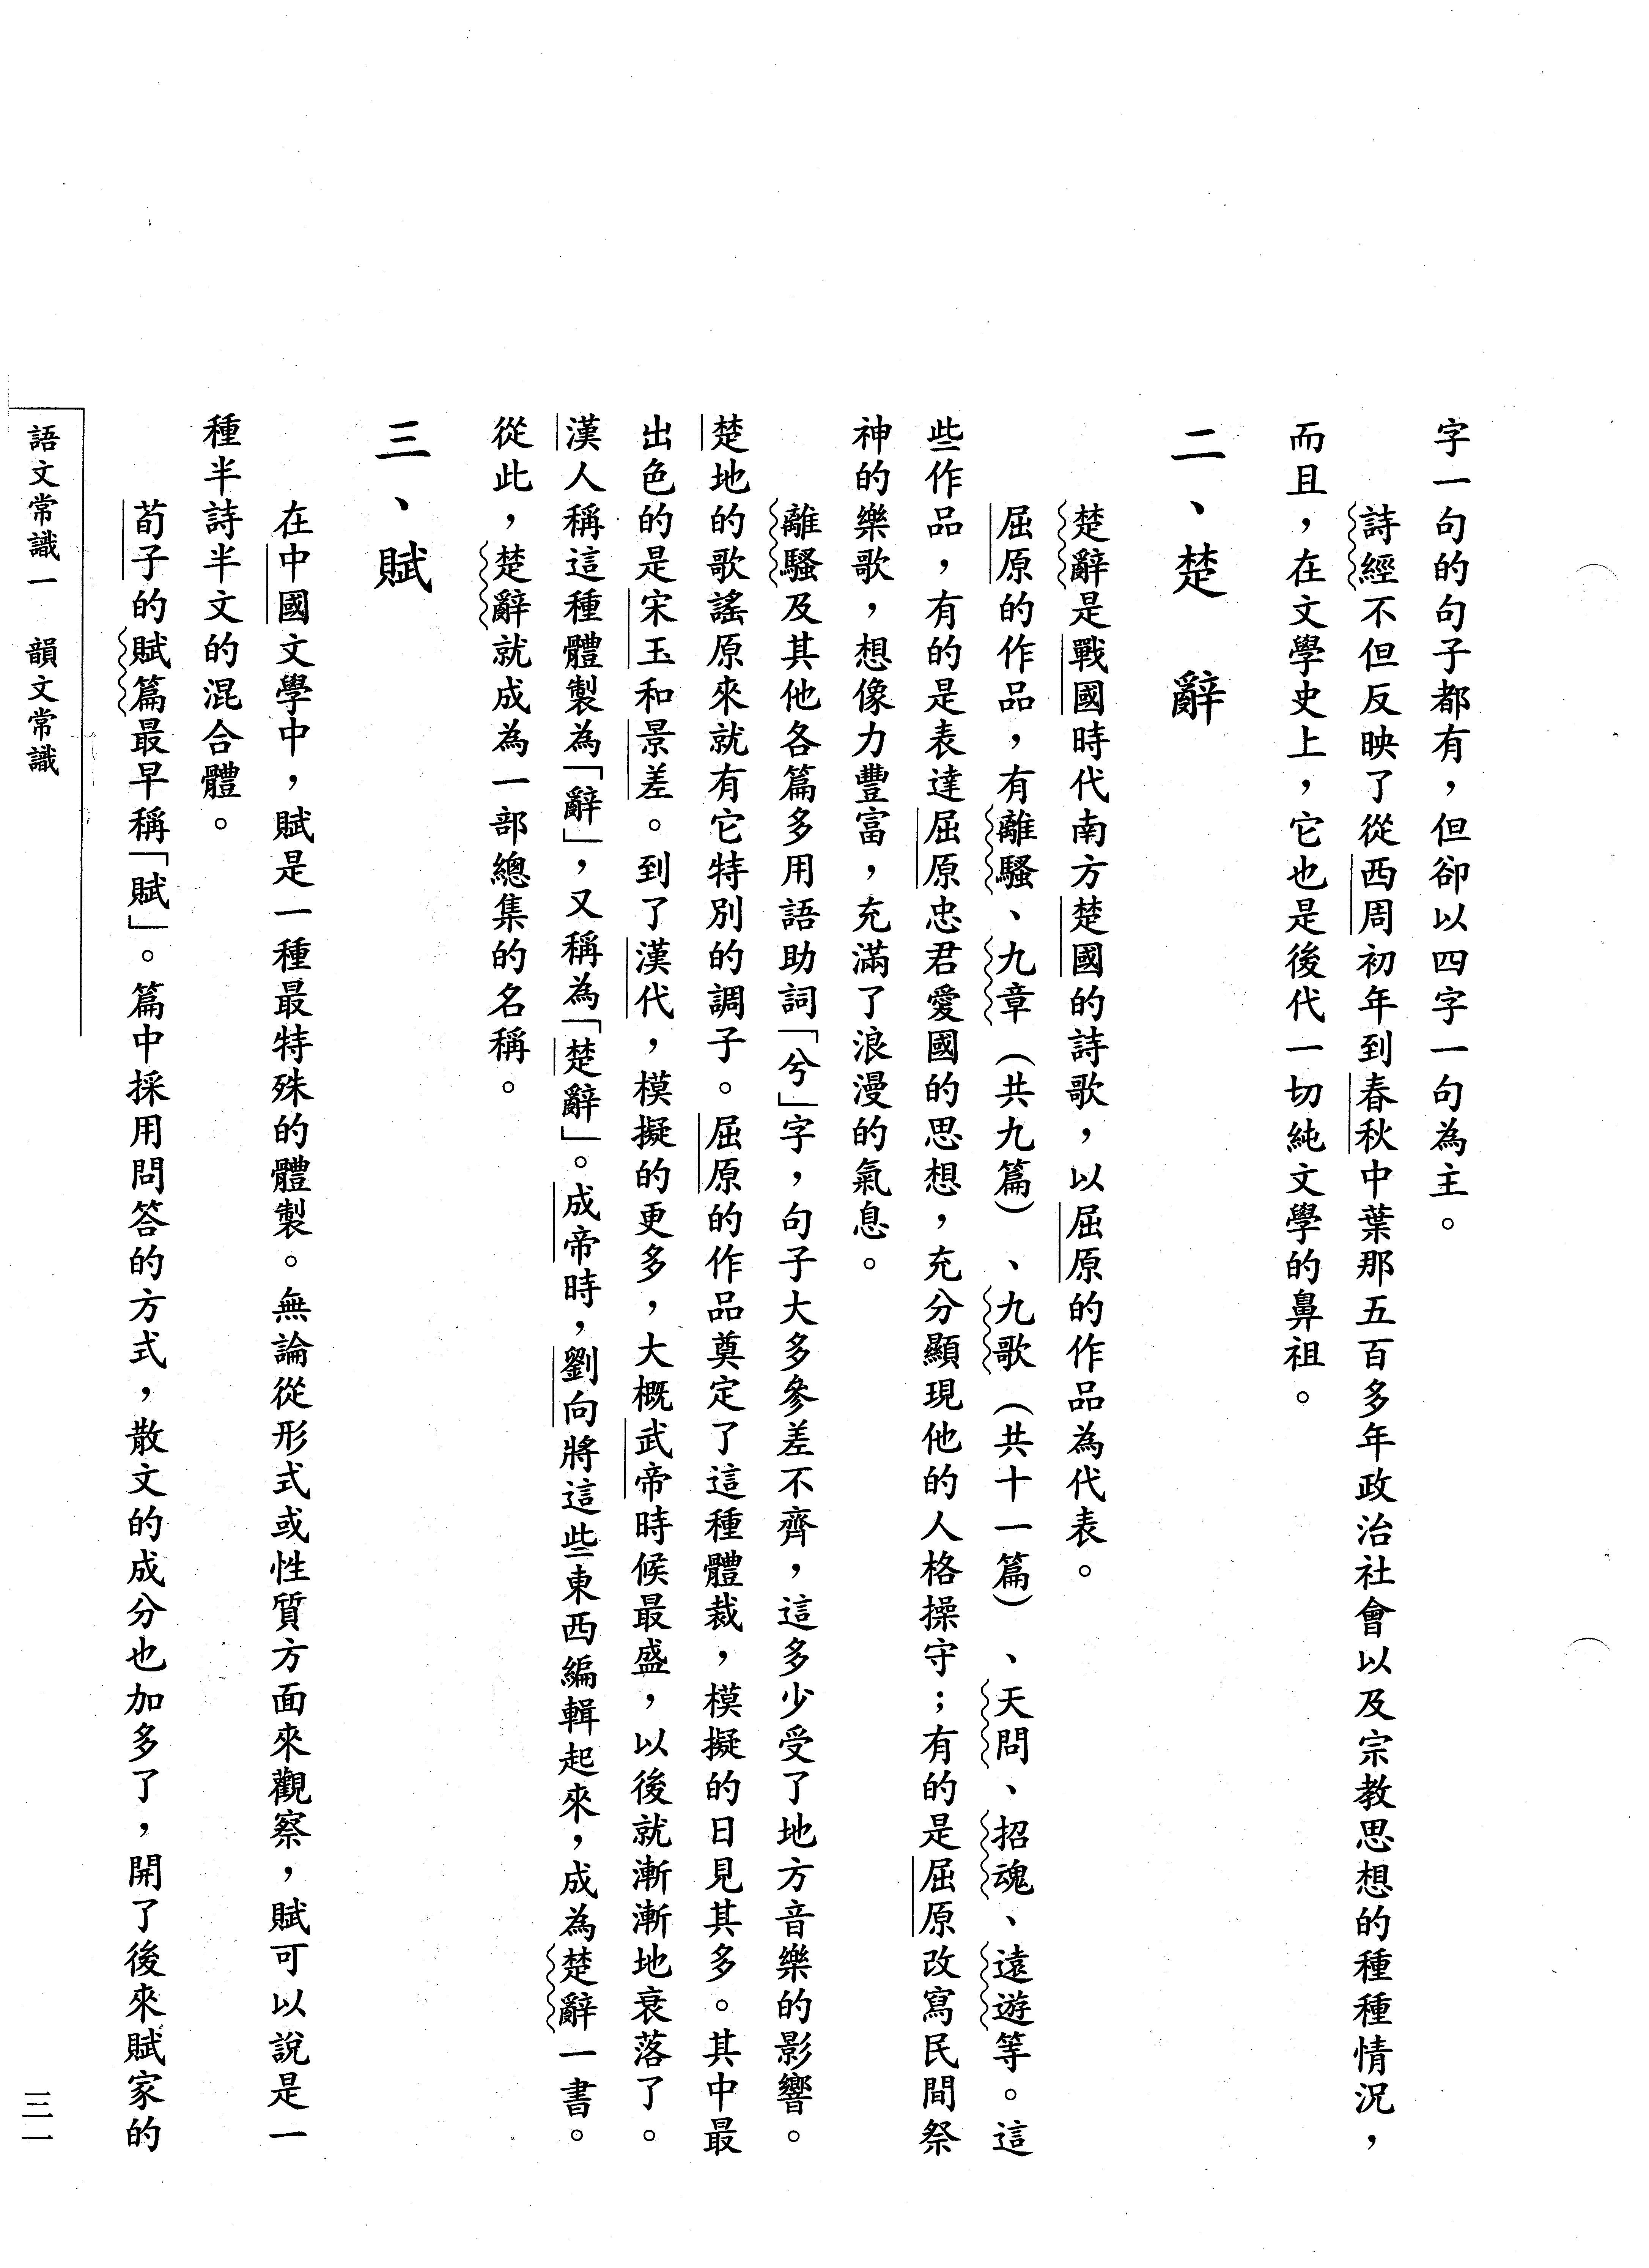 字一句的句子都有，但卻以四字一句為主。
詩經不但反映了從西周初年到春秋中葉那五百多年政治社會以及宗教思想的種種情況，
而且，在文學史上，它也是後代一切純文學的鼻祖。
二、楚　辭
楚辭是戰國時代南方楚國的詩歌，以屈原的作品為代表。
屈原的作品，有離騷、九章（共九篇）、九歌（共十一篇）、天問、招魂、遠遊等。這
些作品，有的是表達屈原忠君愛國的思想，充分顯現他的人格操守；有的是屈原改寫民間祭
神的樂歌，想像力豐富，充滿了浪漫的氣息。
離騷及其他各篇多用語助詞「兮」字，句子大多參差不齊，這多少受了地方音樂的影響。
楚地的歌謠原來就有它特別的調子。屈原的作品奠定了這種體裁，模擬的日見其多。其中最
出色的是宋玉和景差。到了漢代，模擬的更多，大概武帝時候最盛，以後就漸漸地衰落了。
漢人稱這種體製為「辭」，又稱為「楚辭」。成帝時，劉向將這些東西編輯起來，成為楚辭一書。
從此，楚辭就成為一部總集的名稱。
三、賦
在中國文學中，賦是一種最特殊的體製。無論從形式或性質方面來觀察，賦可以說是一
種半詩半文的混合體。
荀子的賦篇最早稱「賦」。篇中採用問答的方式，散文的成分也加多了，開了後來賦家的
語文常識一　韻文常識
三一